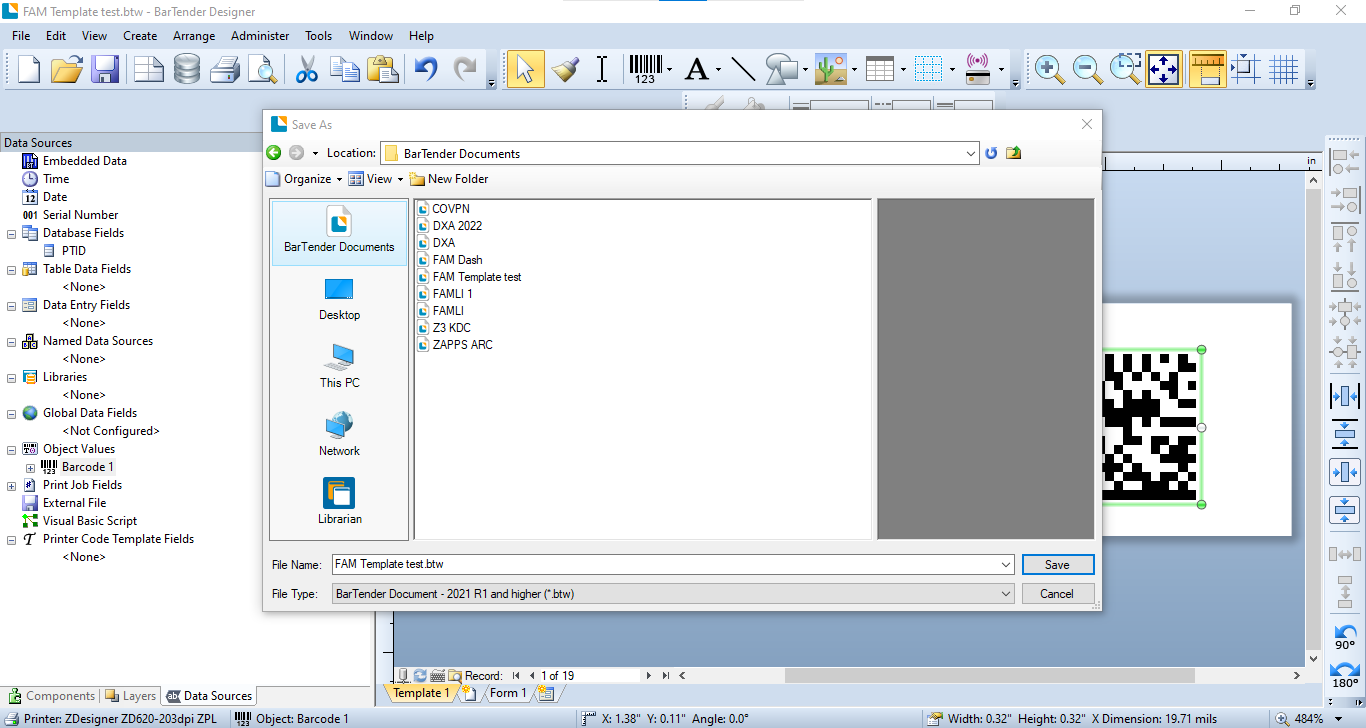 FAM Template test.btw - BarTender Designer
File Edit View Create Arrange Administer Tools Window Help
123
Save As
Location: BarTender Documents
Organize View New Folder
Data Sources
Embedded Data
Time
12 Date
001 Serial Number
Database Fields
PTID
Table Data Fields
<None>
Data Entry Fields
<None>
Named Data Sources
<None>
Libraries
<None>
Global Data Fields
<Not Configured>
Object Values
123 Barcode 1
Print Job Fields
External File
Visual Basic Script
Printer Code Template Fields
<None>
BarTender Documents
Desktop
This PC
Network
Librarian
COVPN
DXA 2022
DXA
FAM Dash
FAM Template test
FAMLI 1
FAMLI
Z3 KDC
ZAPPS ARC
in
File Name: FAM Template test.btw Save
File Type: BarTender Document - 2021 R1 and higher (*.btw) Cancel
90°
180°
Record: 1 of 19
Template 1 Form 1
Components Layers Data Sources
Printer: ZDesigner ZD620-203dpi ZPL 123 Object: Barcode 1 X: 1.38" Y: 0.11" Angle: 0.0° Width: 0.32" Height: 0.32" X Dimension: 19.71 mils 484%